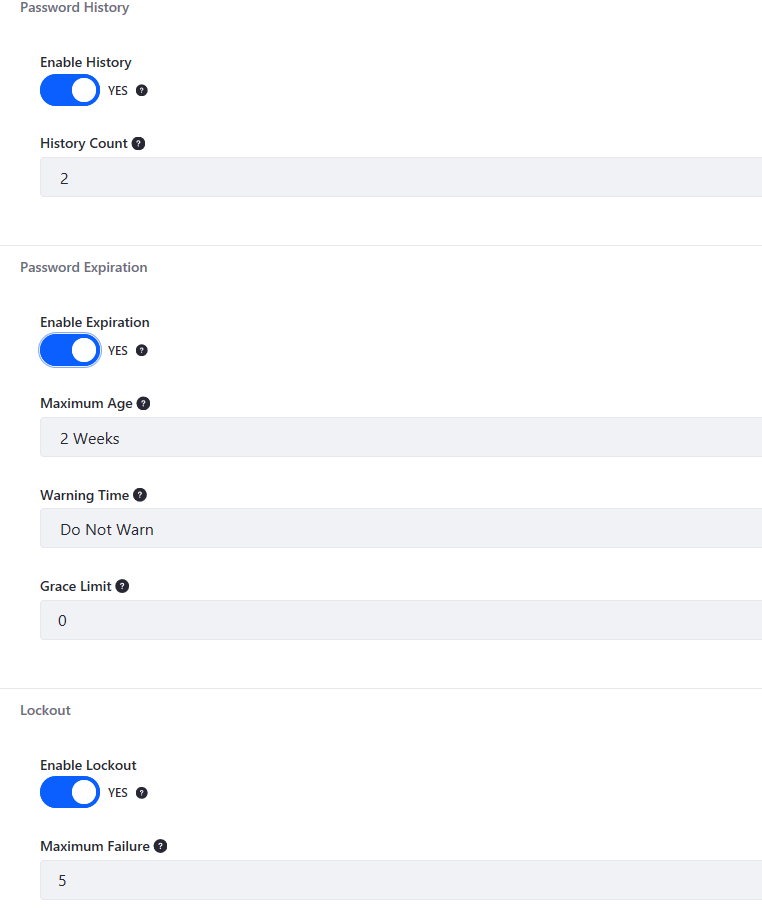 Password History
Enable History
YES ?
History Count ?
2
Password Expiration
Enable Expiration
YES ?
Maximum Age ?
2 Weeks
Warning Time ?
Do Not Warn
Grace Limit ?
0
Lockout
Enable Lockout
YES ?
Maximum Failure ?
5